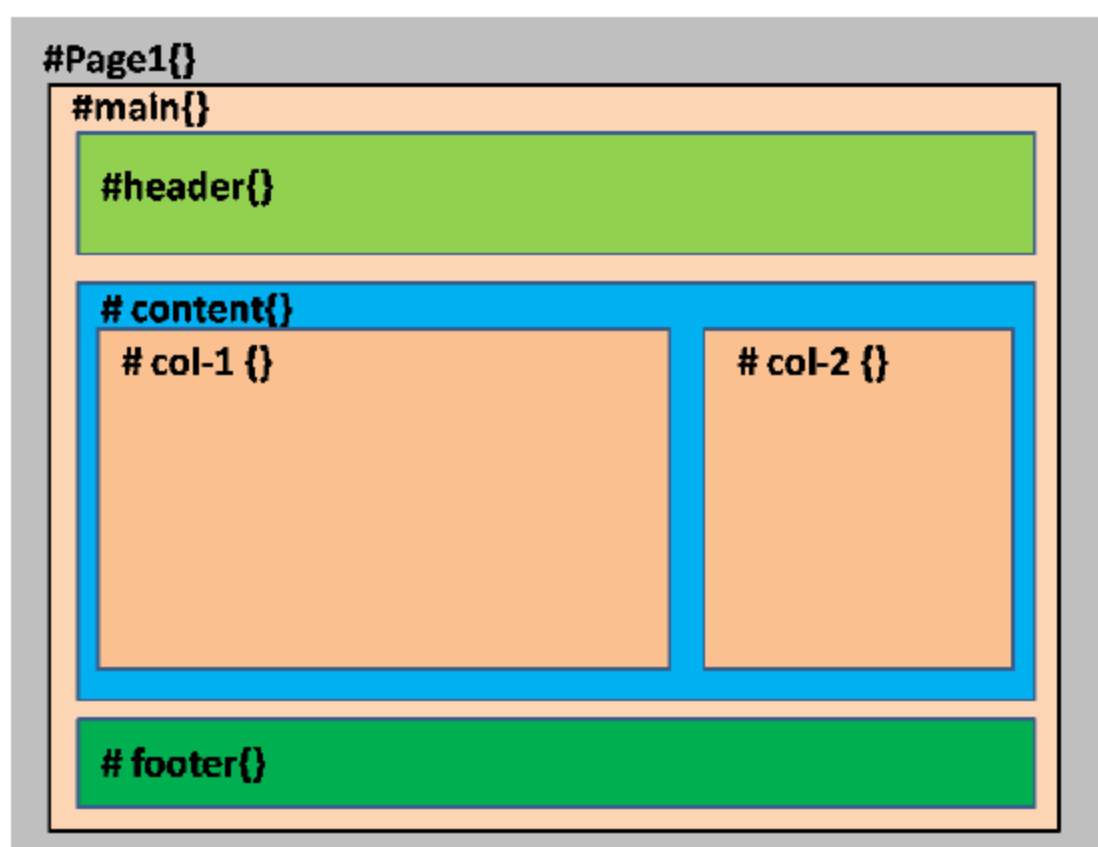 #Page1{}
#main{}
#header{}
# content{}
# col-1 {}
# col-2 {}
# footer{}